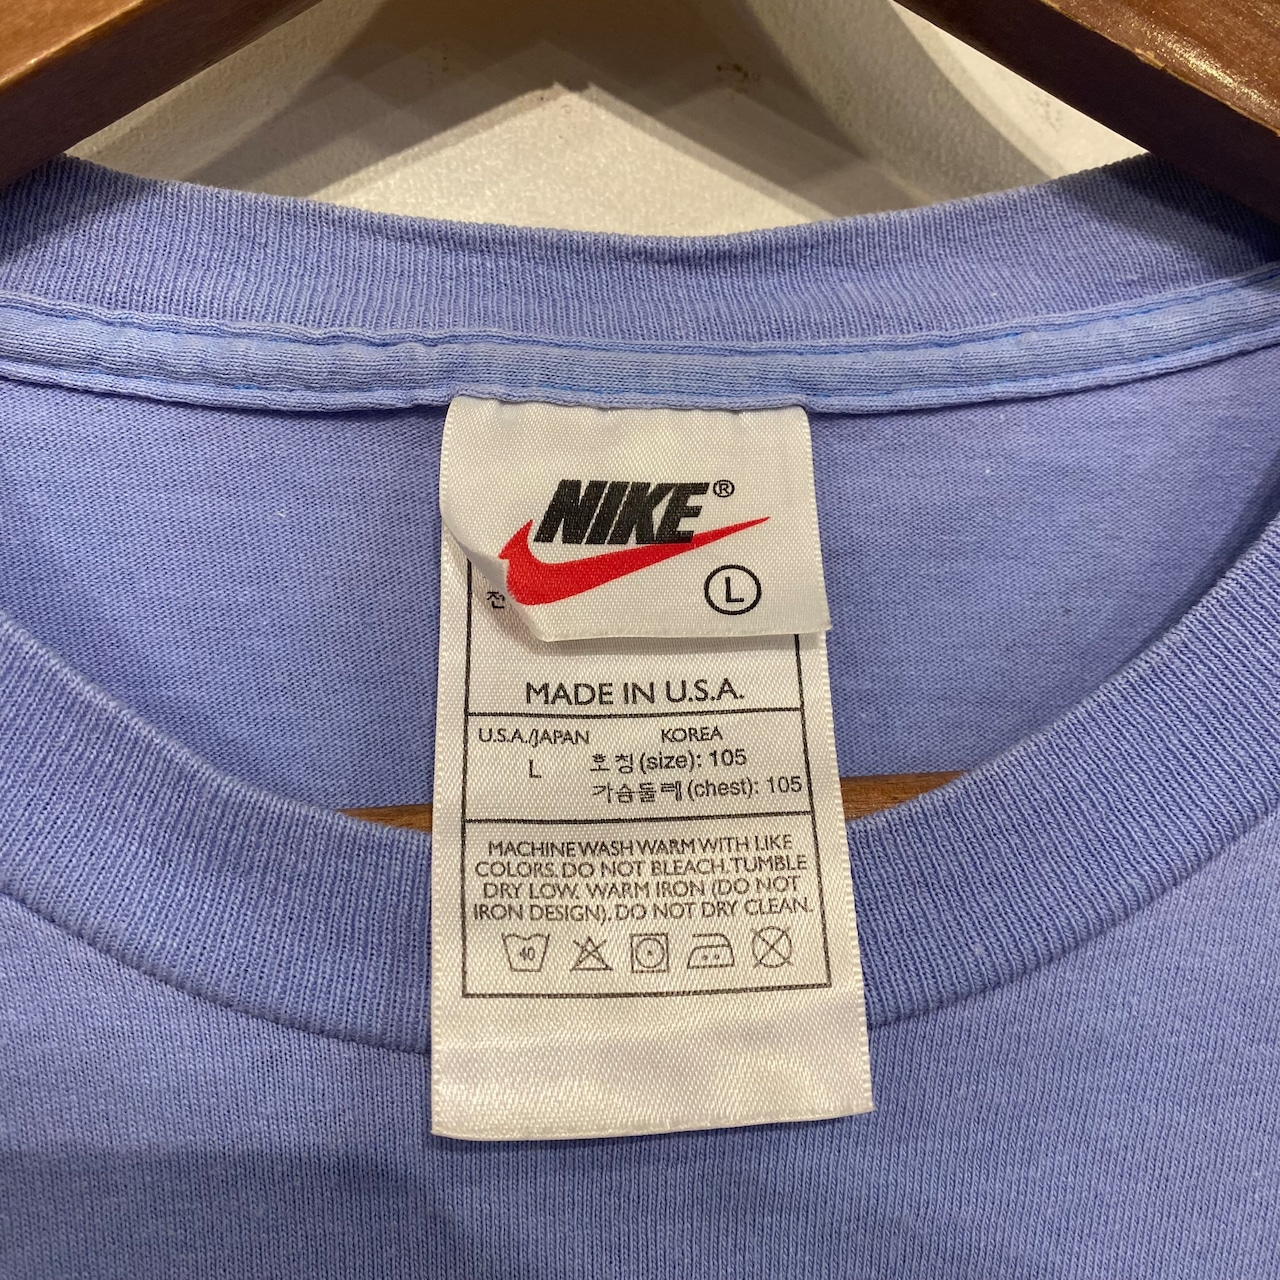 NIKE®
L
전
MADE IN U.S.A.
U.S.A./JAPAN KOREA
L 호칭(size): 105
가슴둘레(chest): 105
MACHINE WASH WARM WITH LIKE
COLORS. DO NOT BLEACH. TUMBLE
DRY LOW. WARM IRON (DO NOT
IRON DESIGN). DO NOT DRY CLEAN.
40